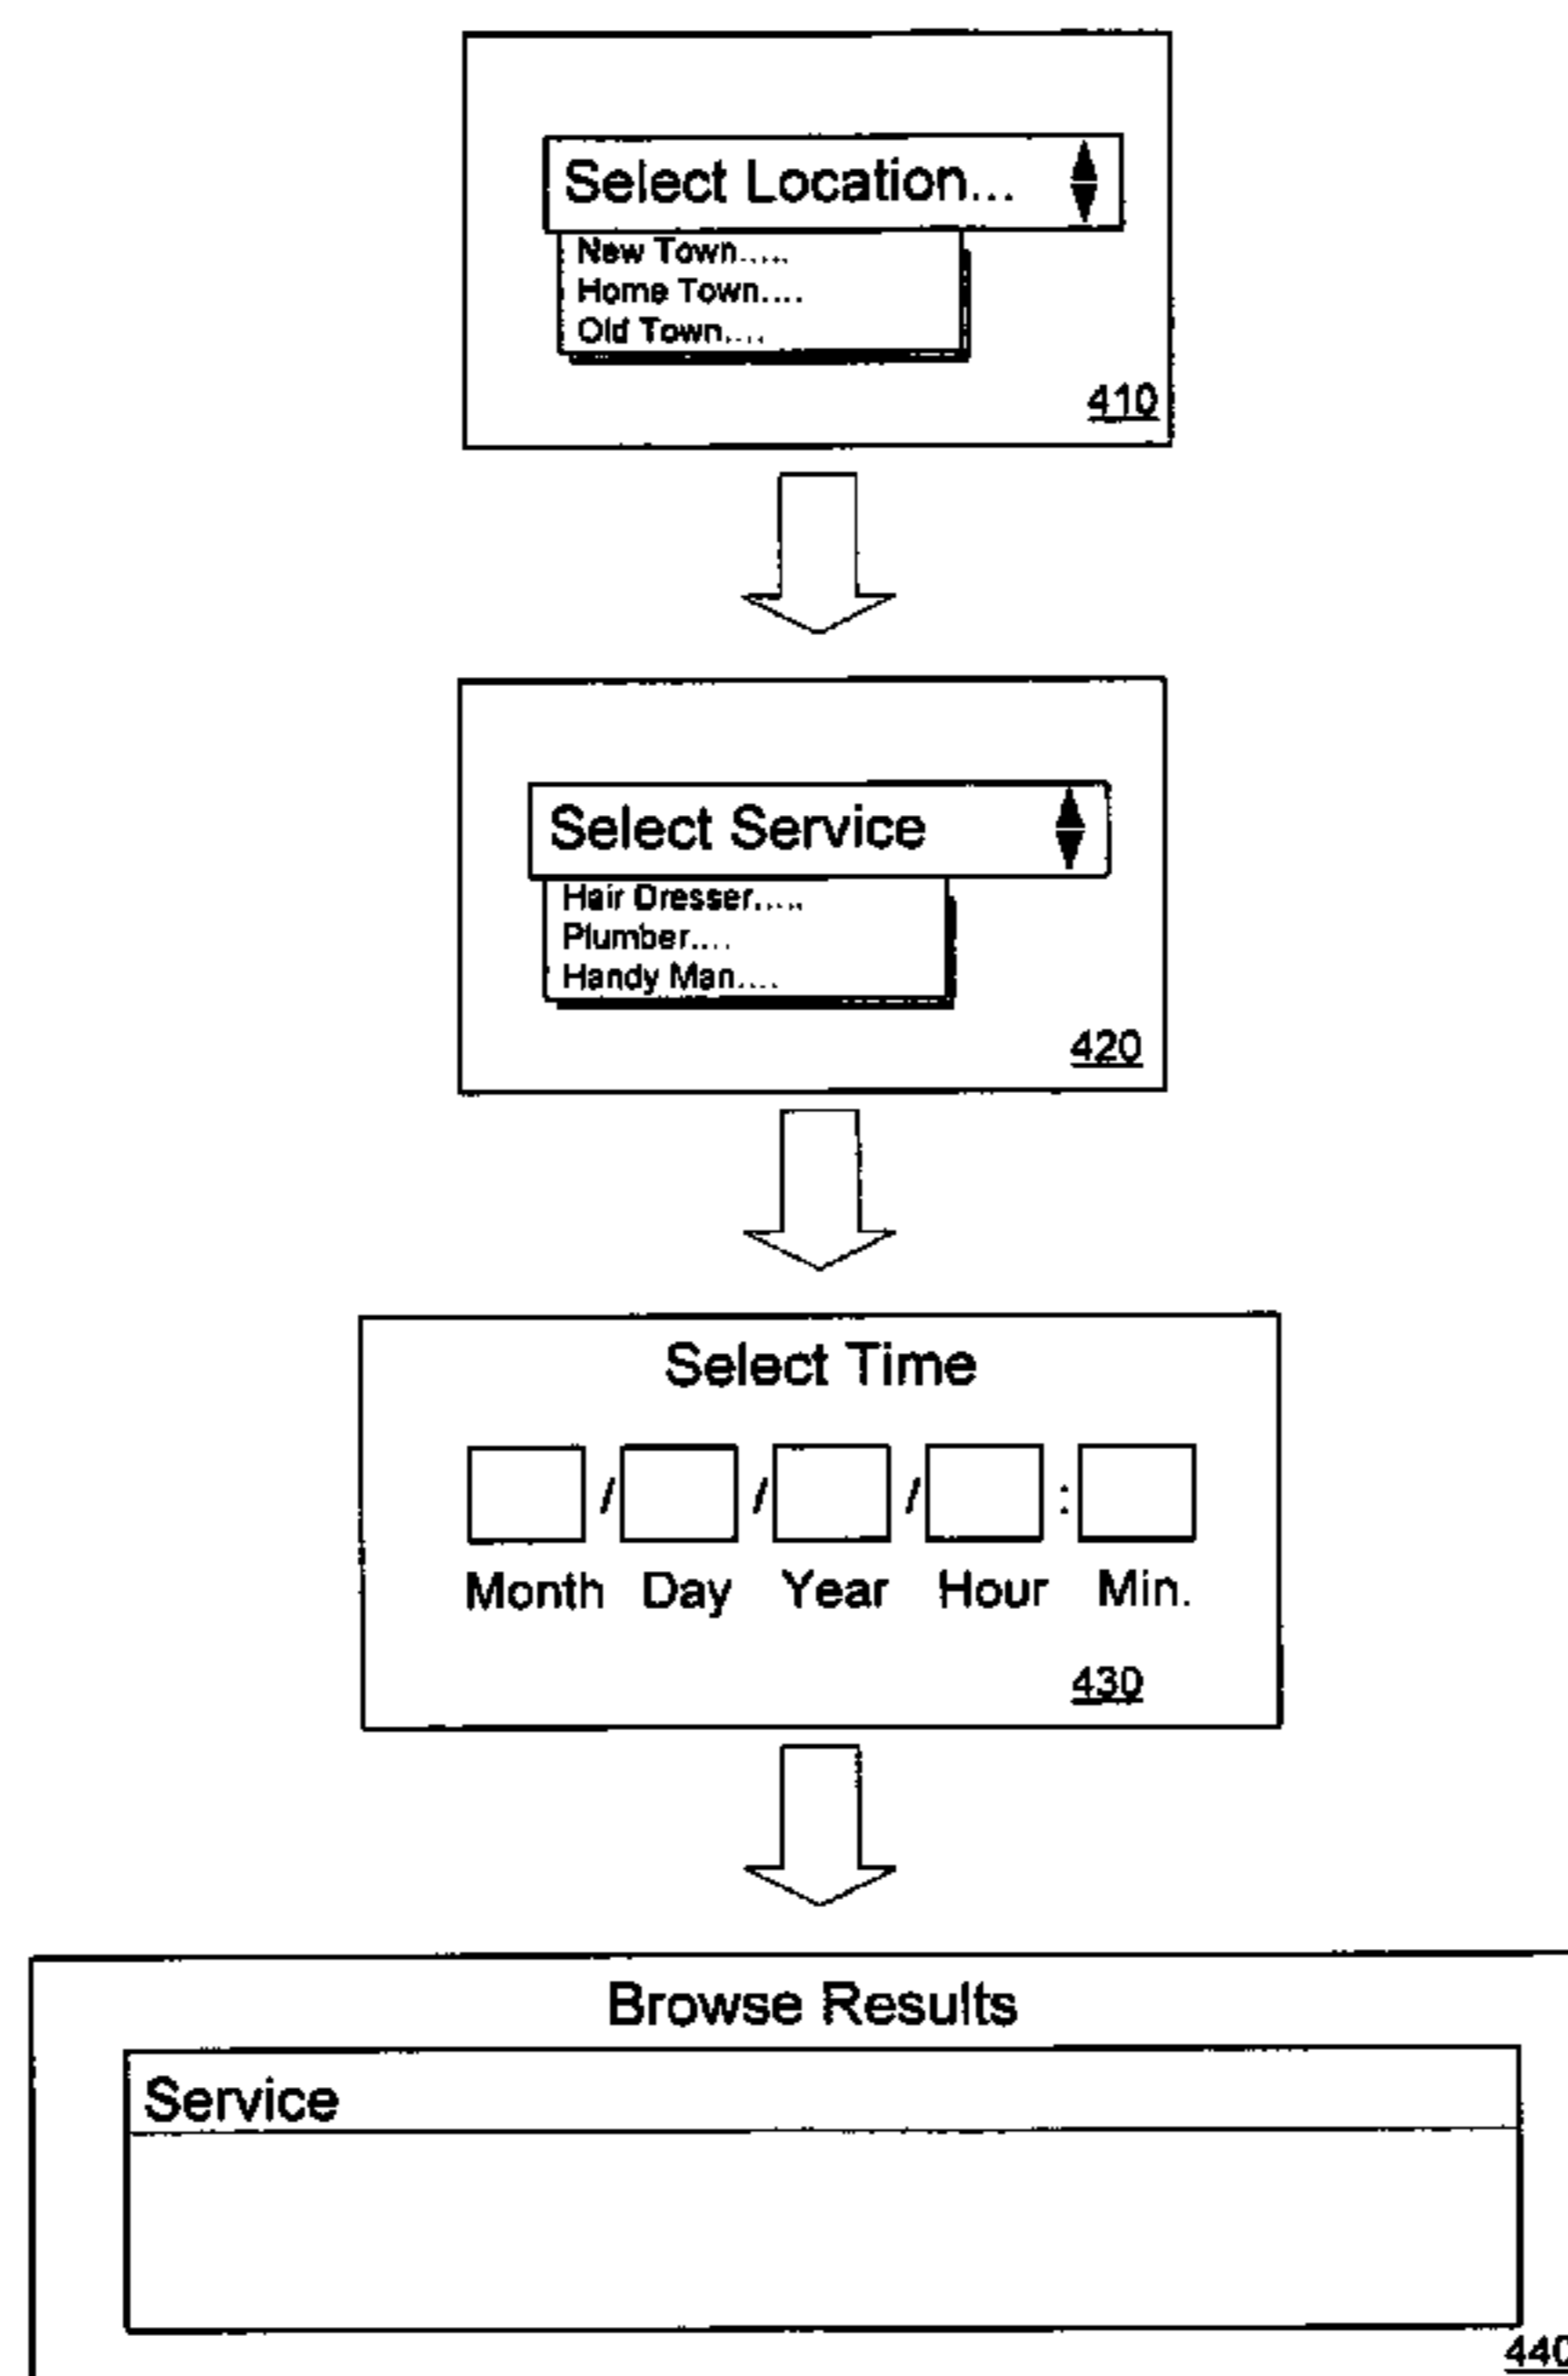 Select Location...
New Town.....
Home Town....
Old Town....
410
Select Service
Hair Dresser.....
Plumber....
Handy Man....
420
Select Time
/ / / :
Month Day Year Hour Min.
430
Browse Results
Service
440